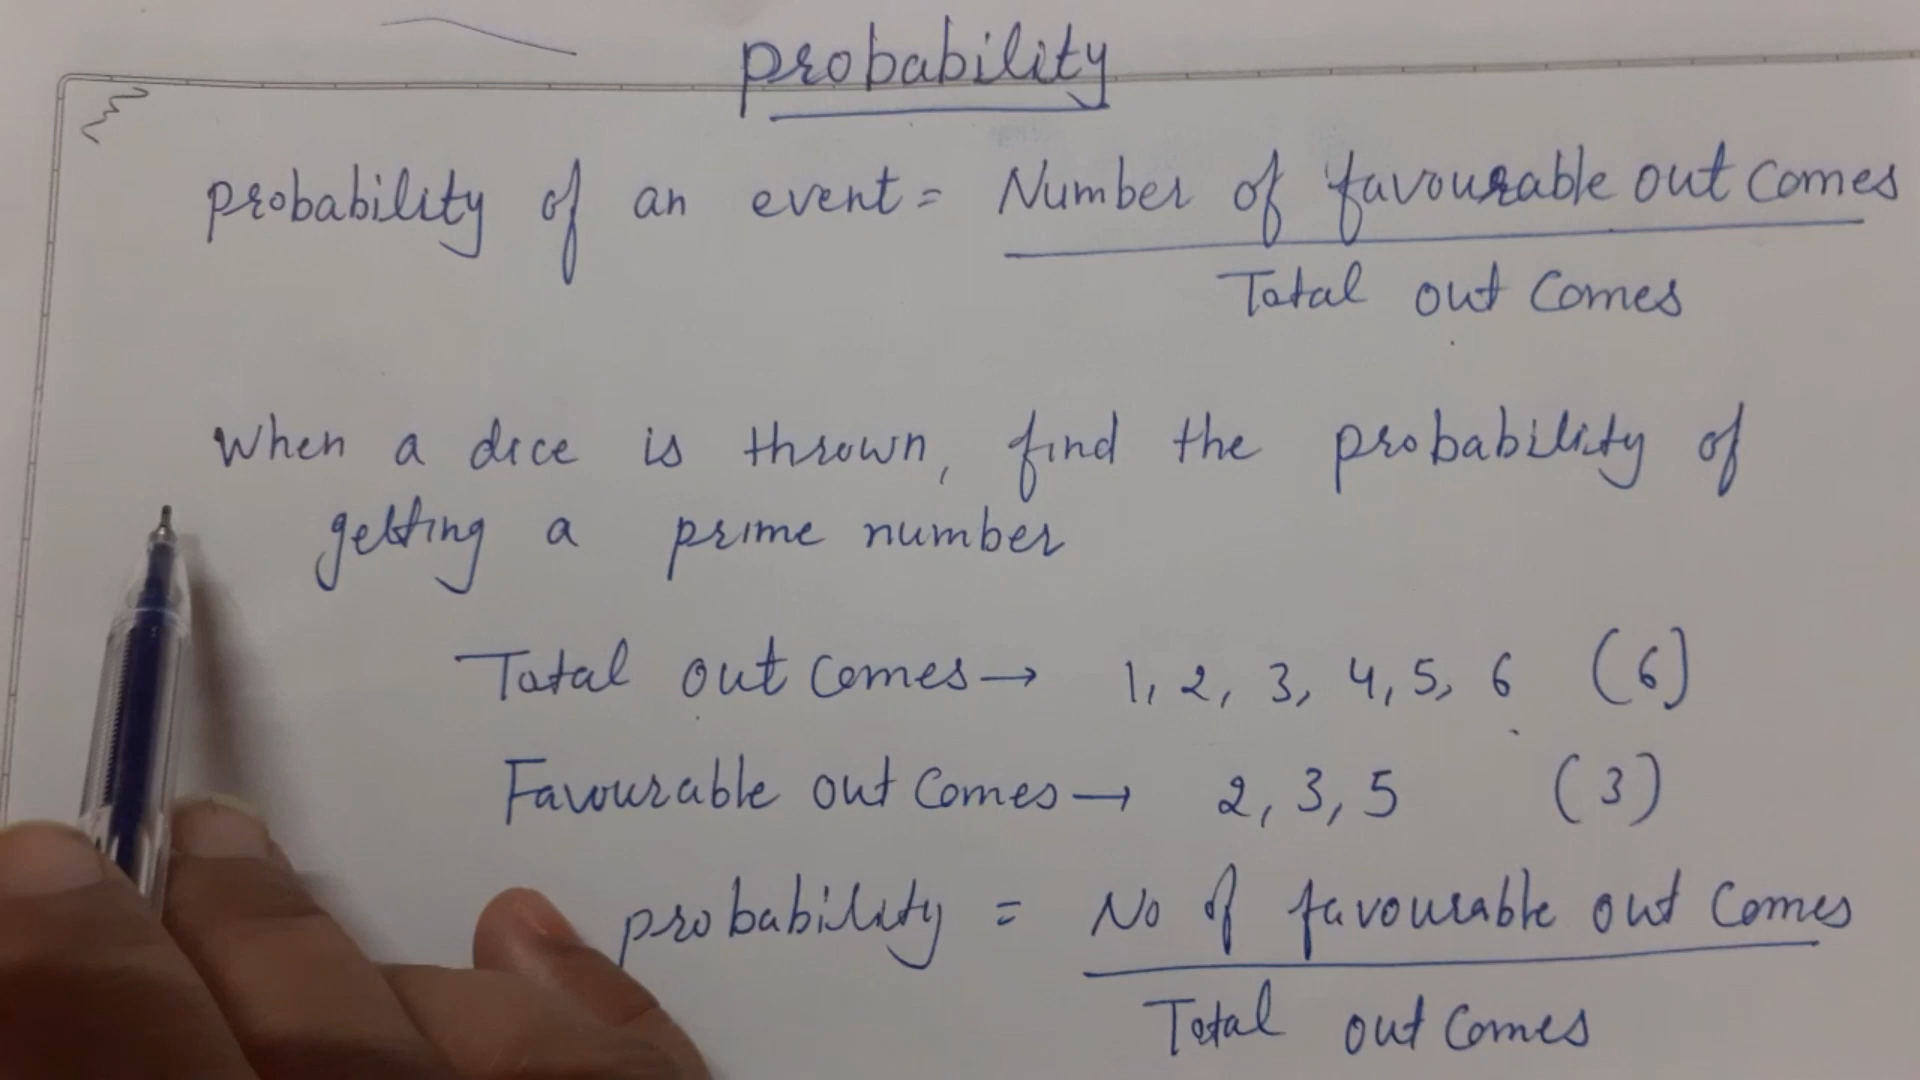 probability
probability of an event = Number of favourable out comes
Total out comes
When a dice is thrown, find the probability of
getting a prime number
Total out comes → 1, 2, 3, 4, 5, 6 (6)
Favourable out comes → 2, 3, 5 (3)
probability = No of favourable out comes
Total out comes